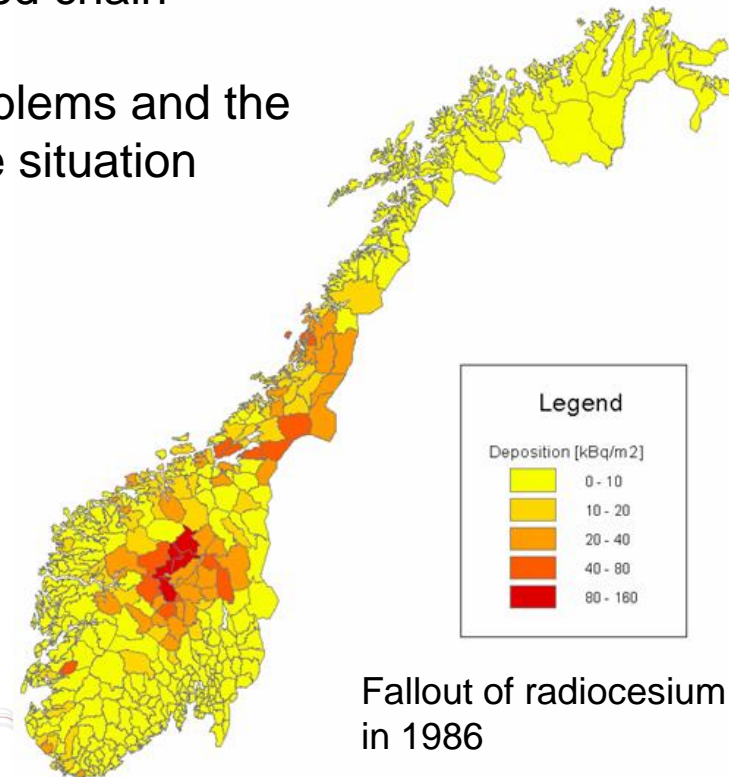 chain
blems and the
situation
Legend
Deposition [kBq/m2]
0 - 10
10 - 20
20 - 40
40 - 80
80 - 160
Fallout of radiocesium
in 1986